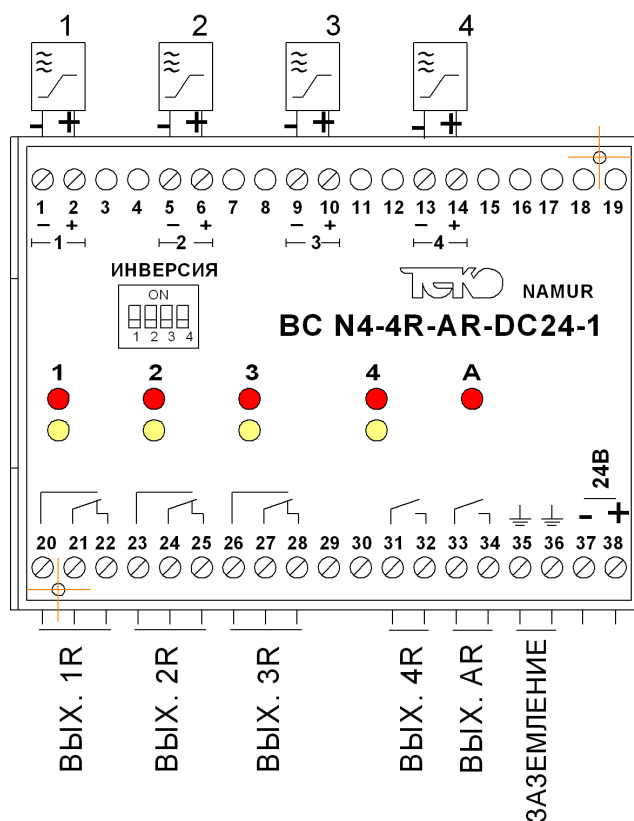 1 2 3 4
- + - + - + - +
1 2 3 4 5 6 7 8 9 10 11 12 13 14 15 16 17 18 19
- + - + - + - +
1 2 3 4
ИНВЕРСИЯ
ON
1 2 3 4
ТЕКО NAMUR
ВС N4-4R-AR-DC24-1
1 2 3 4 A
24В
- +
20 21 22 23 24 25 26 27 28 29 30 31 32 33 34 35 36 37 38
ВЫХ. 1R
ВЫХ. 2R
ВЫХ. 3R
ВЫХ. 4R
ВЫХ. AR
ЗАЗЕМЛЕНИЕ